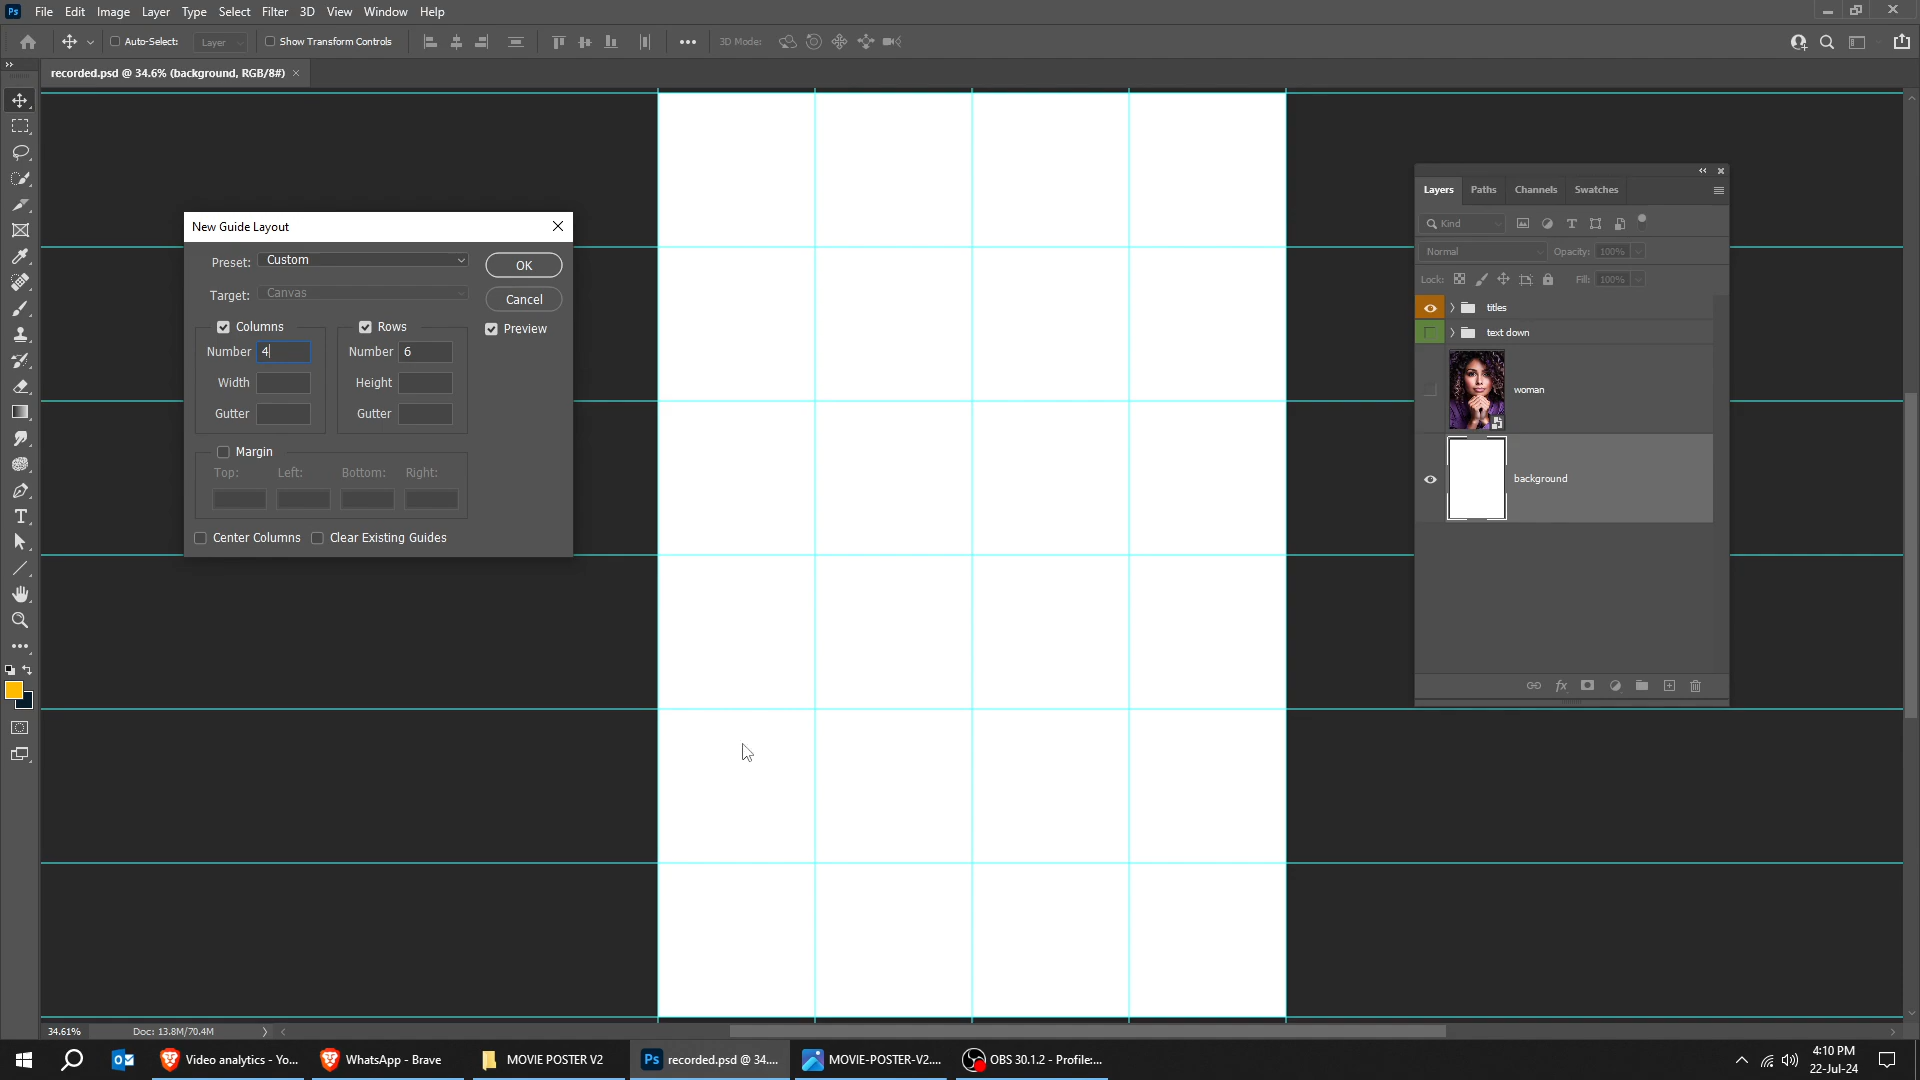 Ps File Edit Image Layer Type Select Filter 3D View Window Help
Auto-Select: Layer Show Transform Controls 3D Mode:
recorded.psd @ 34.6% (background, RGB/8#) ×
New Guide Layout
Preset: Custom OK
Target: Canvas Cancel
Columns Rows Preview
Number 4 Number 6
Width Height
Gutter Gutter
Margin
Top: Left: Bottom: Right:
Center Columns Clear Existing Guides
Layers Paths Channels Swatches
Kind
Normal Opacity: 100%
Lock: Fill: 100%
titles
text down
woman
background
fx
34.61% Doc: 13.8M/70.4M
Video analytics - Yo... WhatsApp - Brave MOVIE POSTER V2 Ps recorded.psd @ 34.... MOVIE-POSTER-V2.... OBS 30.1.2 - Profile:... 4:10 PM
22-Jul-24